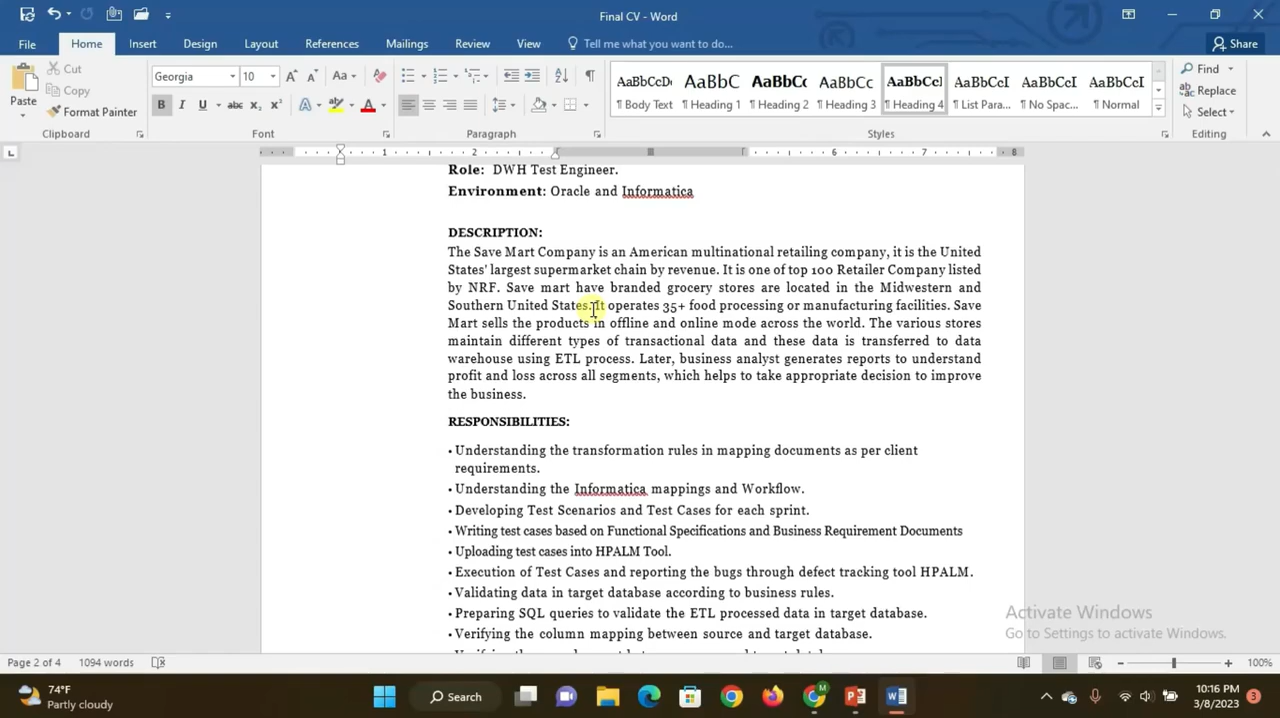 Final CV - Word
File Home Insert Design Layout References Mailings Review View Tell me what you want to do... Share
Paste Cut Copy Format Painter Georgia 10 Find Replace Select
AaBbCcDc AaBbC AaBbCc AaBbCc AaBbCcI AaBbCcI AaBbCcI AaBbCcI
¶ Body Text ¶ Heading 1 ¶ Heading 2 ¶ Heading 3 ¶ Heading 4 ¶ List Para... ¶ No Spac... ¶ Normal
Clipboard Font Paragraph Styles Editing
1 2 6 7 8
Role: DWH Test Engineer.
Environment: Oracle and Informatica
DESCRIPTION:
The Save Mart Company is an American multinational retailing company, it is the United
States' largest supermarket chain by revenue. It is one of top 100 Retailer Company listed
by NRF. Save mart have branded grocery stores are located in the Midwestern and
Southern United States. It operates 35+ food processing or manufacturing facilities. Save
Mart sells the products in offline and online mode across the world. The various stores
maintain different types of transactional data and these data is transferred to data
warehouse using ETL process. Later, business analyst generates reports to understand
profit and loss across all segments, which helps to take appropriate decision to improve
the business.
RESPONSIBILITIES:
• Understanding the transformation rules in mapping documents as per client
requirements.
• Understanding the Informatica mappings and Workflow.
• Developing Test Scenarios and Test Cases for each sprint.
• Writing test cases based on Functional Specifications and Business Requirement Documents
• Uploading test cases into HPALM Tool.
• Execution of Test Cases and reporting the bugs through defect tracking tool HPALM.
• Validating data in target database according to business rules.
• Preparing SQL queries to validate the ETL processed data in target database.
• Verifying the column mapping between source and target database.
Activate Windows
Go to Settings to activate Windows.
Page 2 of 4 1094 words 100%
74°F
Partly cloudy
Search
10:16 PM
3/8/2023
3